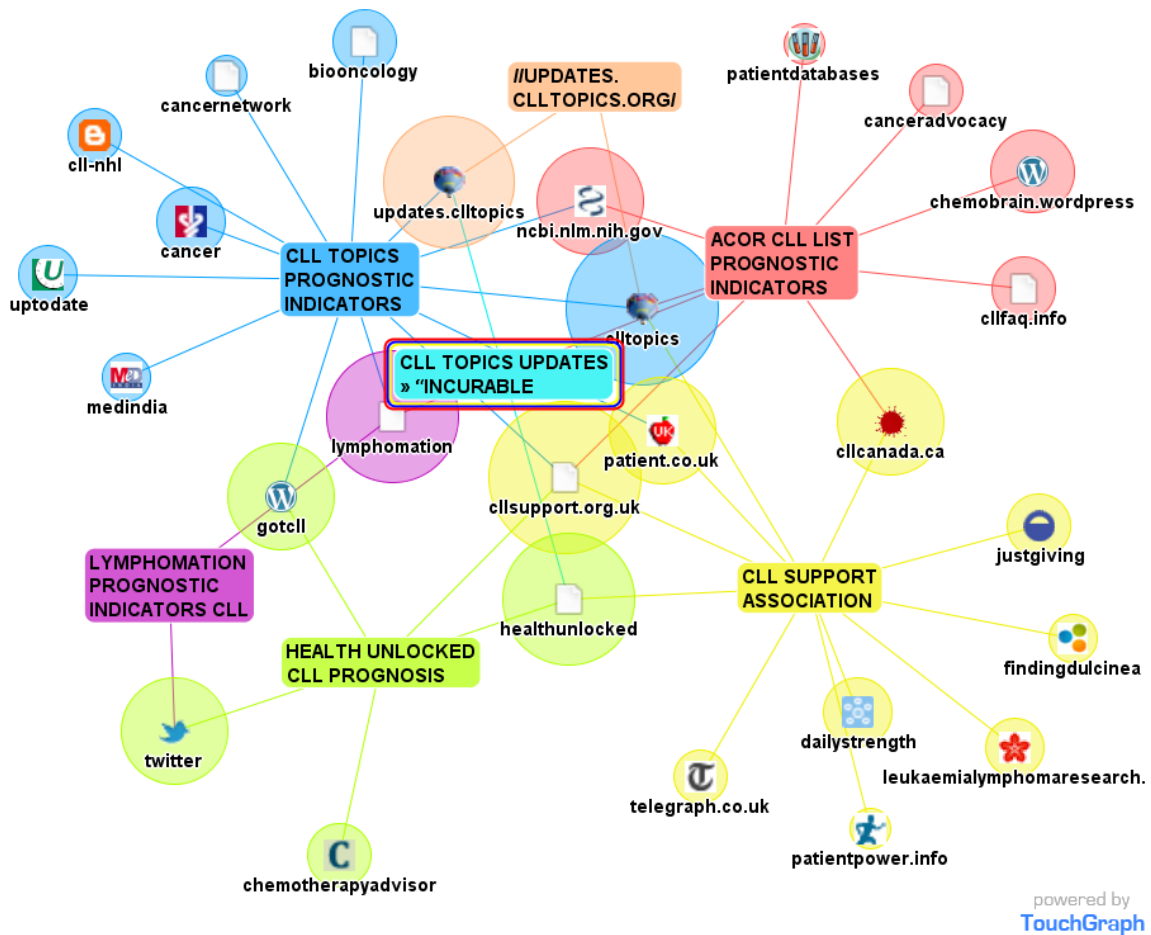 bioncology
//UPDATES.
CLLTOPICS.ORG/
patientdatabases
cancernetwork
canceradvocacy
cll-nhl
updates.clltopics
chemobrain.wordpress
ncbi.nlm.nih.gov
cancer
CLL TOPICS
PROGNOSTIC
INDICATORS
ACOR CLL LIST
PROGNOSTIC
INDICATORS
uptodate
cllfaq.info
clltopics
CLL TOPICS UPDATES
» “INCURABLE
medindia
lymphomation
UK
patient.co.uk
cllcanada.ca
cllsupport.org.uk
gotcll
justgiving
LYMPHOMATION
PROGNOSTIC
INDICATORS CLL
CLL SUPPORT
ASSOCIATION
healthunlocked
HEALTH UNLOCKED
CLL PROGNOSIS
findingdulcinea
twitter
dailystrength
leukaemialymphomaresearch.
telegraph.co.uk
patientpower.info
C
chemotherapyadvisor
powered by
TouchGraph